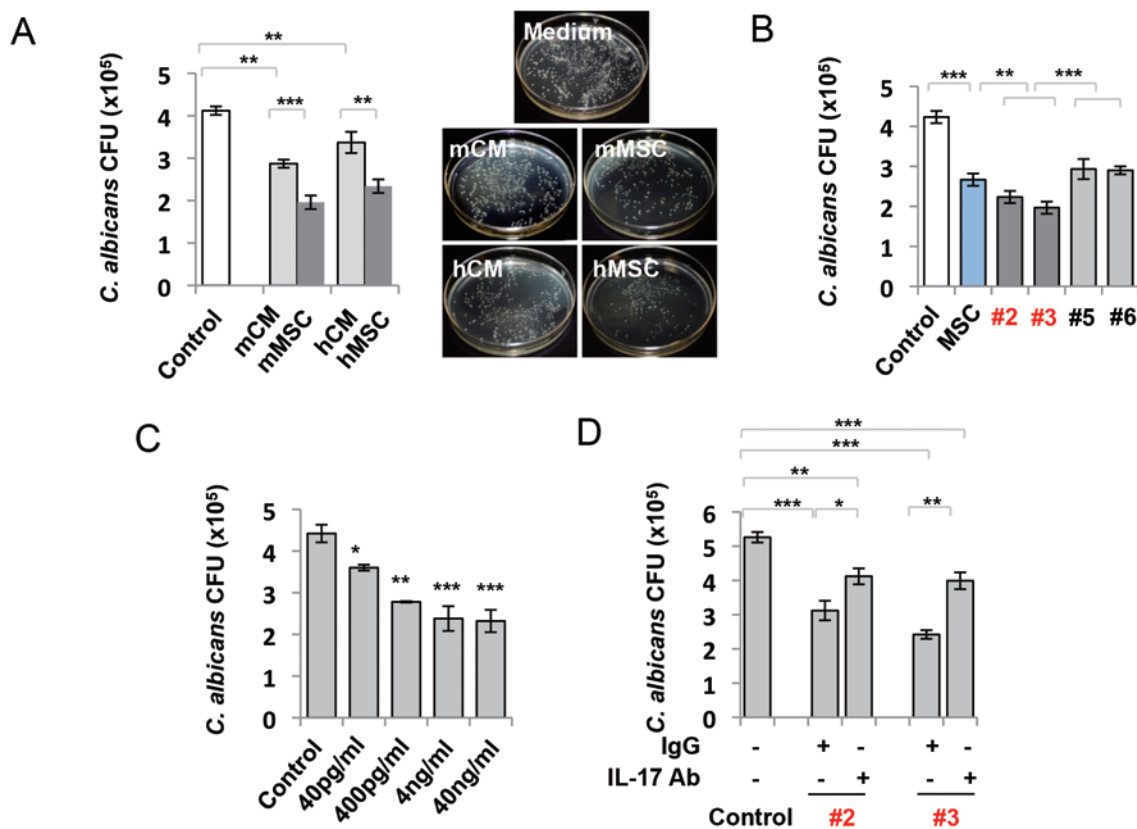 A
C. albicans CFU (x10⁵)
5
4
3
2
1
0
**
**
***
**
Control
mCM
mMSC
hCM
hMSC
Medium
mCM
mMSC
hCM
hMSC
B
C. albicans CFU (x10⁵)
5
4
3
2
1
0
***
**
***
Control
MSC
#2
#3
#5
#6
C
C. albicans CFU (x10⁵)
5
4
3
2
1
0
*
**
***
***
Control
40pg/ml
400pg/ml
4ng/ml
40ng/ml
D
C. albicans CFU (x10⁵)
6
5
4
3
2
1
0
***
***
**
***
*
**
IgG - + - + -
IL-17 Ab - - + - +
Control #2 #3